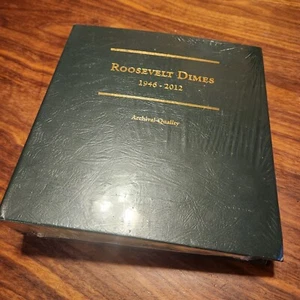 Roosevelt Dimes
1946 - 2012
Archival-Quality